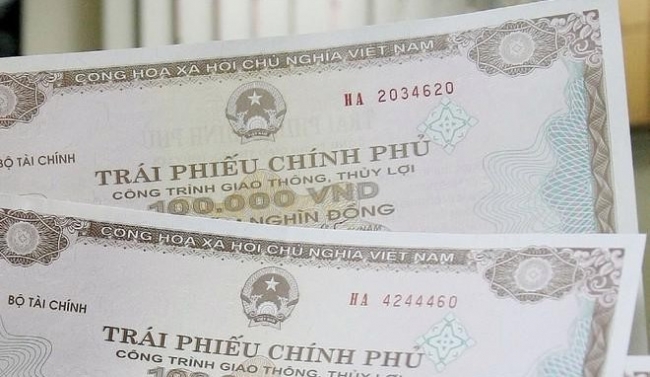 CỘNG HÒA XÃ HỘI CHỦ NGHĨA VIỆT NAM
HA 2034620
BỘ TÀI CHÍNH
TRÁI PHIẾU CHÍNH PHỦ
CÔNG TRÌNH GIAO THÔNG, THỦY LỢI
100.000 VND
NGHÌN ĐỒNG
CỘNG HÒA XÃ HỘI CHỦ NGHĨA VIỆT NAM
HA 4244460
BỘ TÀI CHÍNH
TRÁI PHIẾU CHÍNH PHỦ
CÔNG TRÌNH GIAO THÔNG, THỦY LỢI